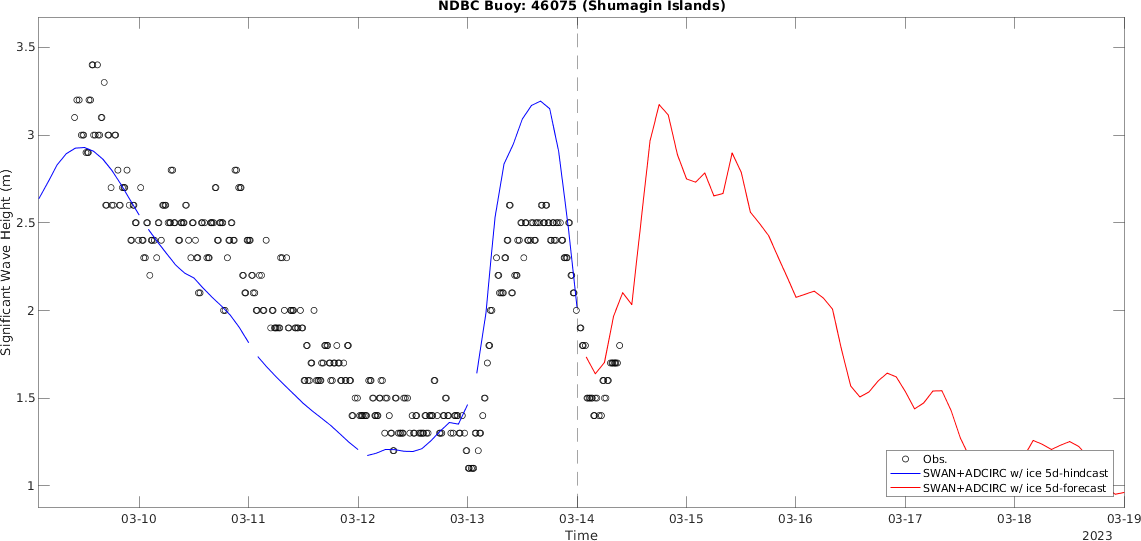 NDBC Buoy: 46075 (Shumagin Islands)
Significant Wave Height (m)
3.5
3
2.5
2
1.5
1
Obs.
SWAN+ADCIRC w/ ice 5d-hindcast
SWAN+ADCIRC w/ ice 5d-forecast
03-10 03-11 03-12 03-13 03-14 03-15 03-16 03-17 03-18 03-19
Time
2023